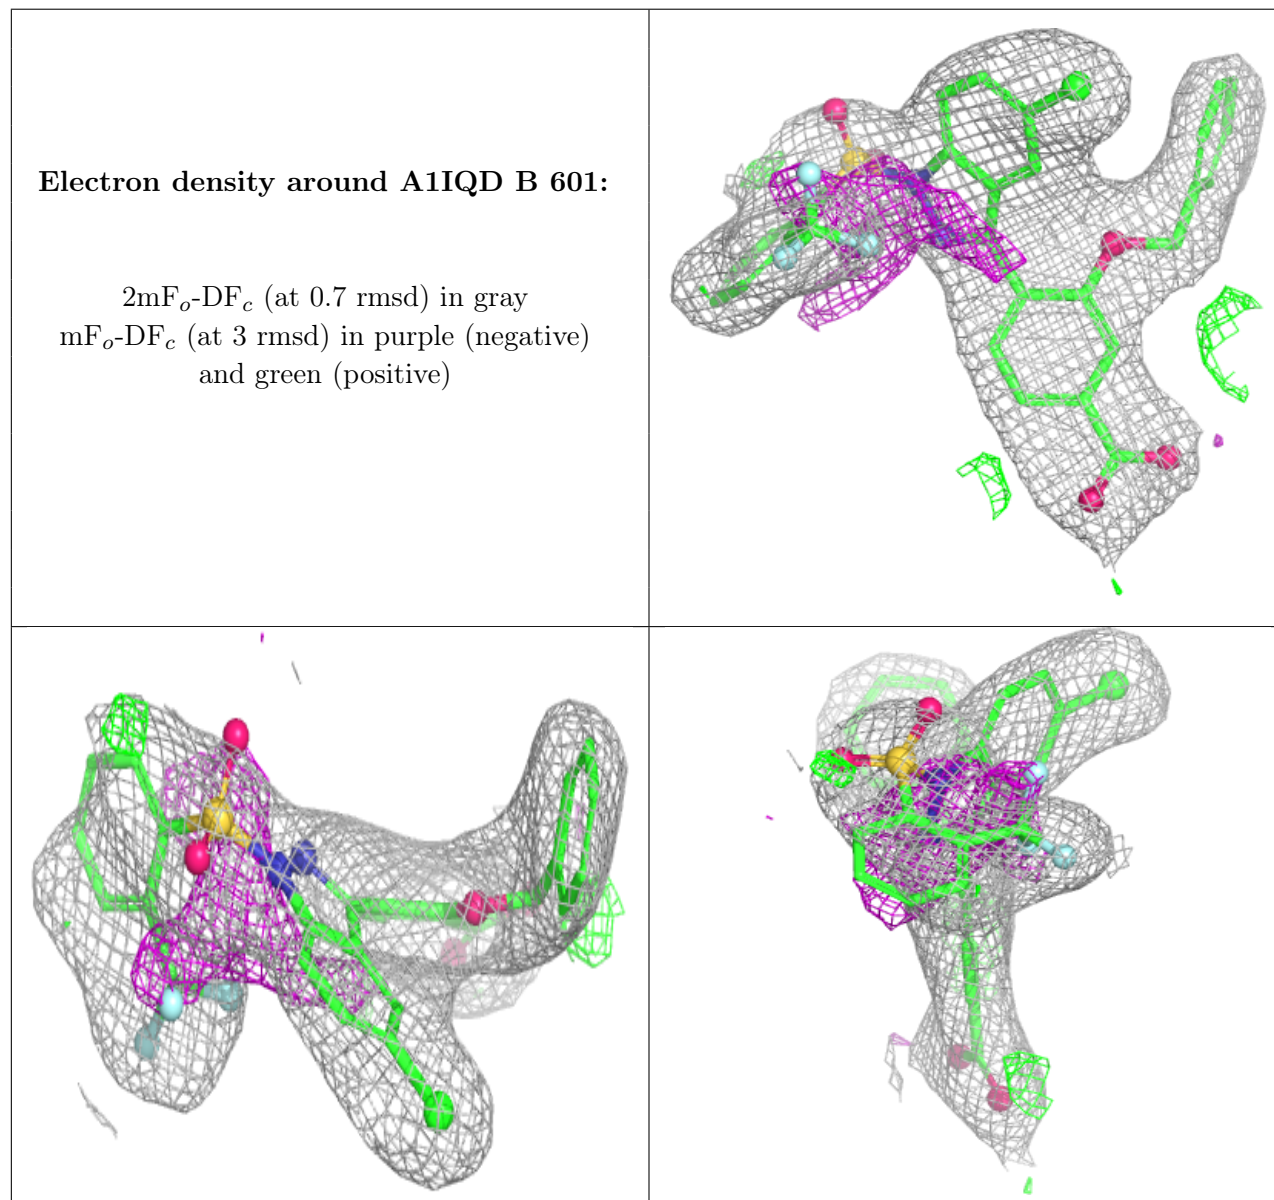 Electron density around A1IQD B 601:
2mFo-DFc (at 0.7 rmsd) in gray
mFo-DFc (at 3 rmsd) in purple (negative)
and green (positive)